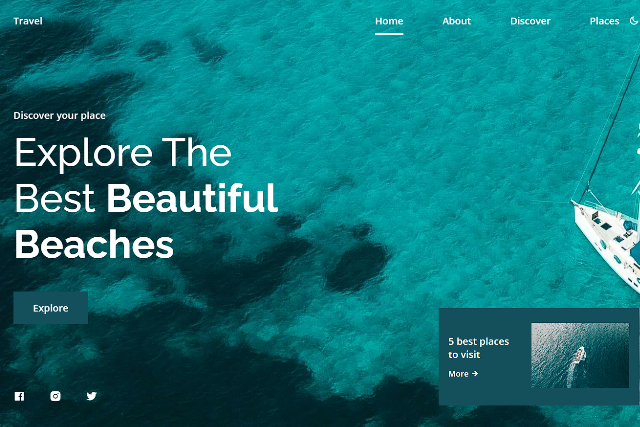 Travel
Home
About
Discover
Places
Discover your place
Explore The
Best Beautiful
Beaches
Explore
5 best places
to visit
More →